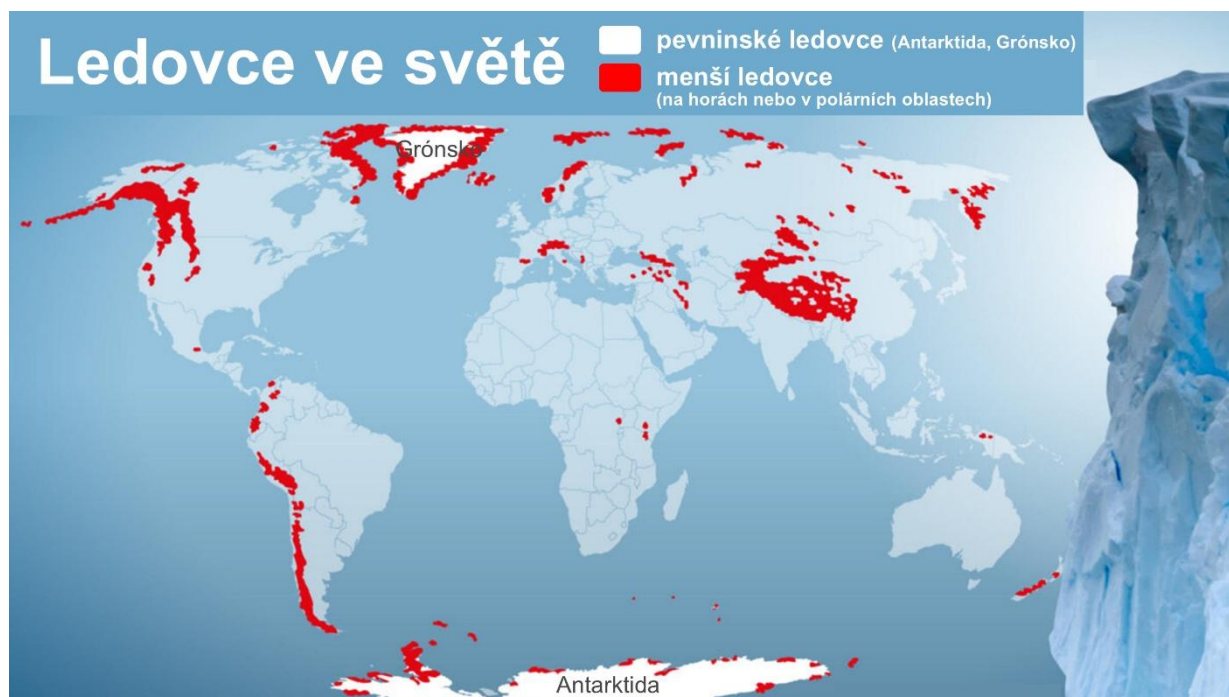 Ledovce ve světě
pevninské ledovce (Antarktida, Grónsko)
menší ledovce
(na horách nebo v polárních oblastech)
Grónsko
Antarktida